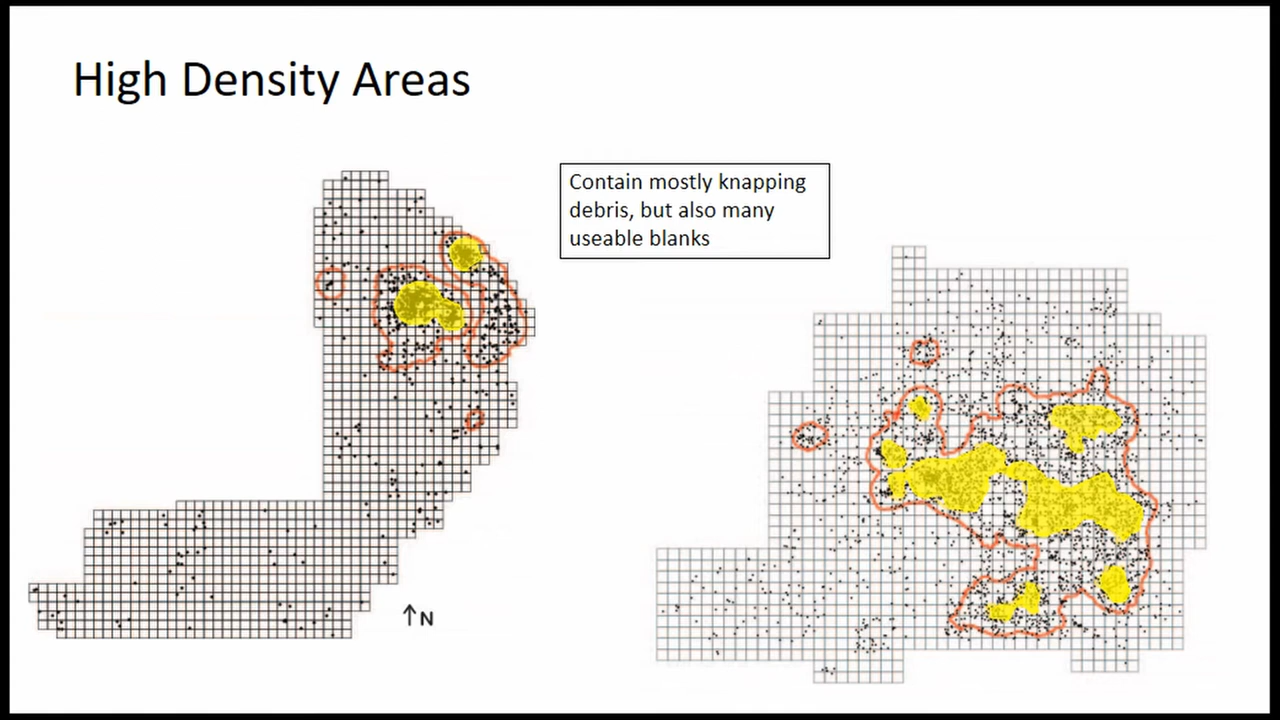 High Density Areas
Contain mostly knapping
debris, but also many
useable blanks
↑N